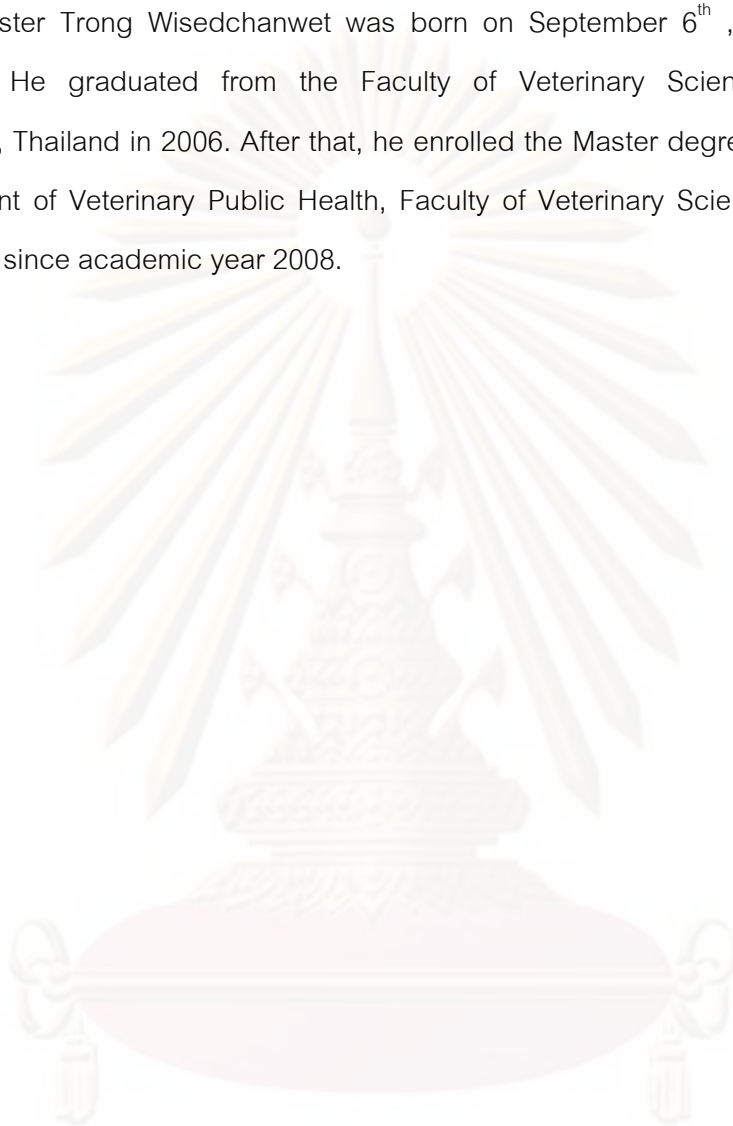 ster Trong Wisedchanwet was born on September 6th ,
He graduated from the Faculty of Veterinary Scien
, Thailand in 2006. After that, he enrolled the Master degre
nt of Veterinary Public Health, Faculty of Veterinary Scie
since academic year 2008.